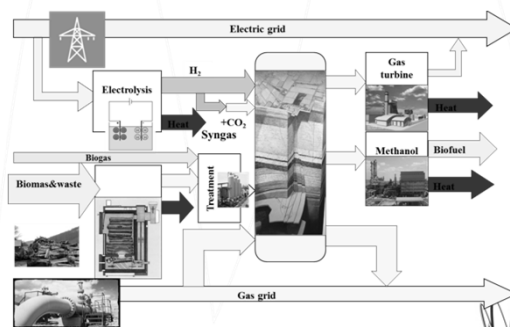 Electric grid
H₂
Gas
turbine
Electrolysis
Heat
+CO₂
Syngas
Heat
Biogas
Methanol
Biofuel
Biomas&waste
Treatment
Heat
Gas grid